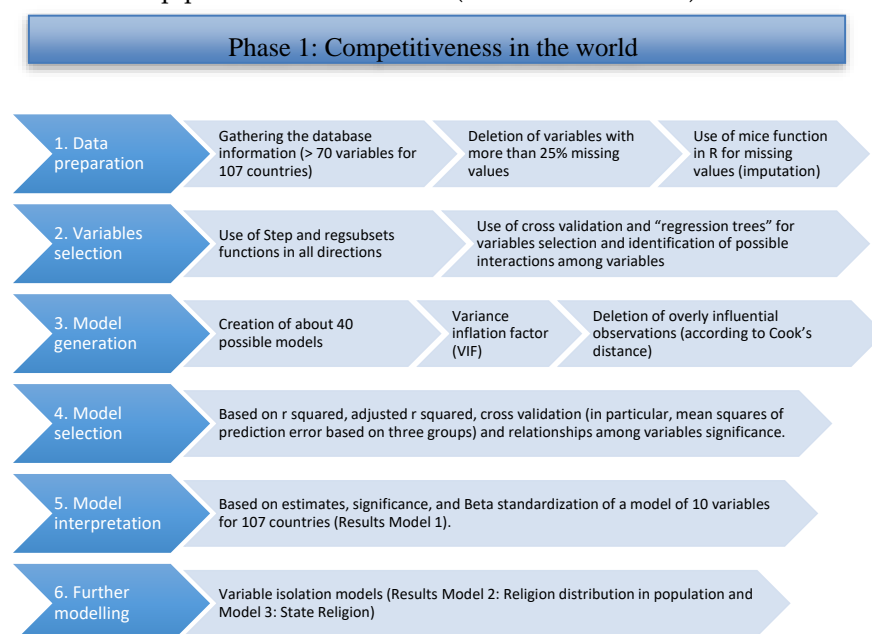 Phase 1: Competitiveness in the world
1. Data
preparation
Gathering the database
information (> 70 variables for
107 countries)
Deletion of variables with
more than 25% missing
values
Use of mice function
in R for missing
values (imputation)
2. Variables
selection
Use of Step and regsubsets
functions in all directions
Use of cross validation and “regression trees” for
variables selection and identification of possible
interactions among variables
3. Model
generation
Creation of about 40
possible models
Variance
inflation factor
(VIF)
Deletion of overly influential
observations (according to Cook’s
distance)
4. Model
selection
Based on r squared, adjusted r squared, cross validation (in particular, mean squares of
prediction error based on three groups) and relationships among variables significance.
5. Model
interpretation
Based on estimates, significance, and Beta standardization of a model of 10 variables
for 107 countries (Results Model 1).
6. Further
modelling
Variable isolation models (Results Model 2: Religion distribution in population and
Model 3: State Religion)